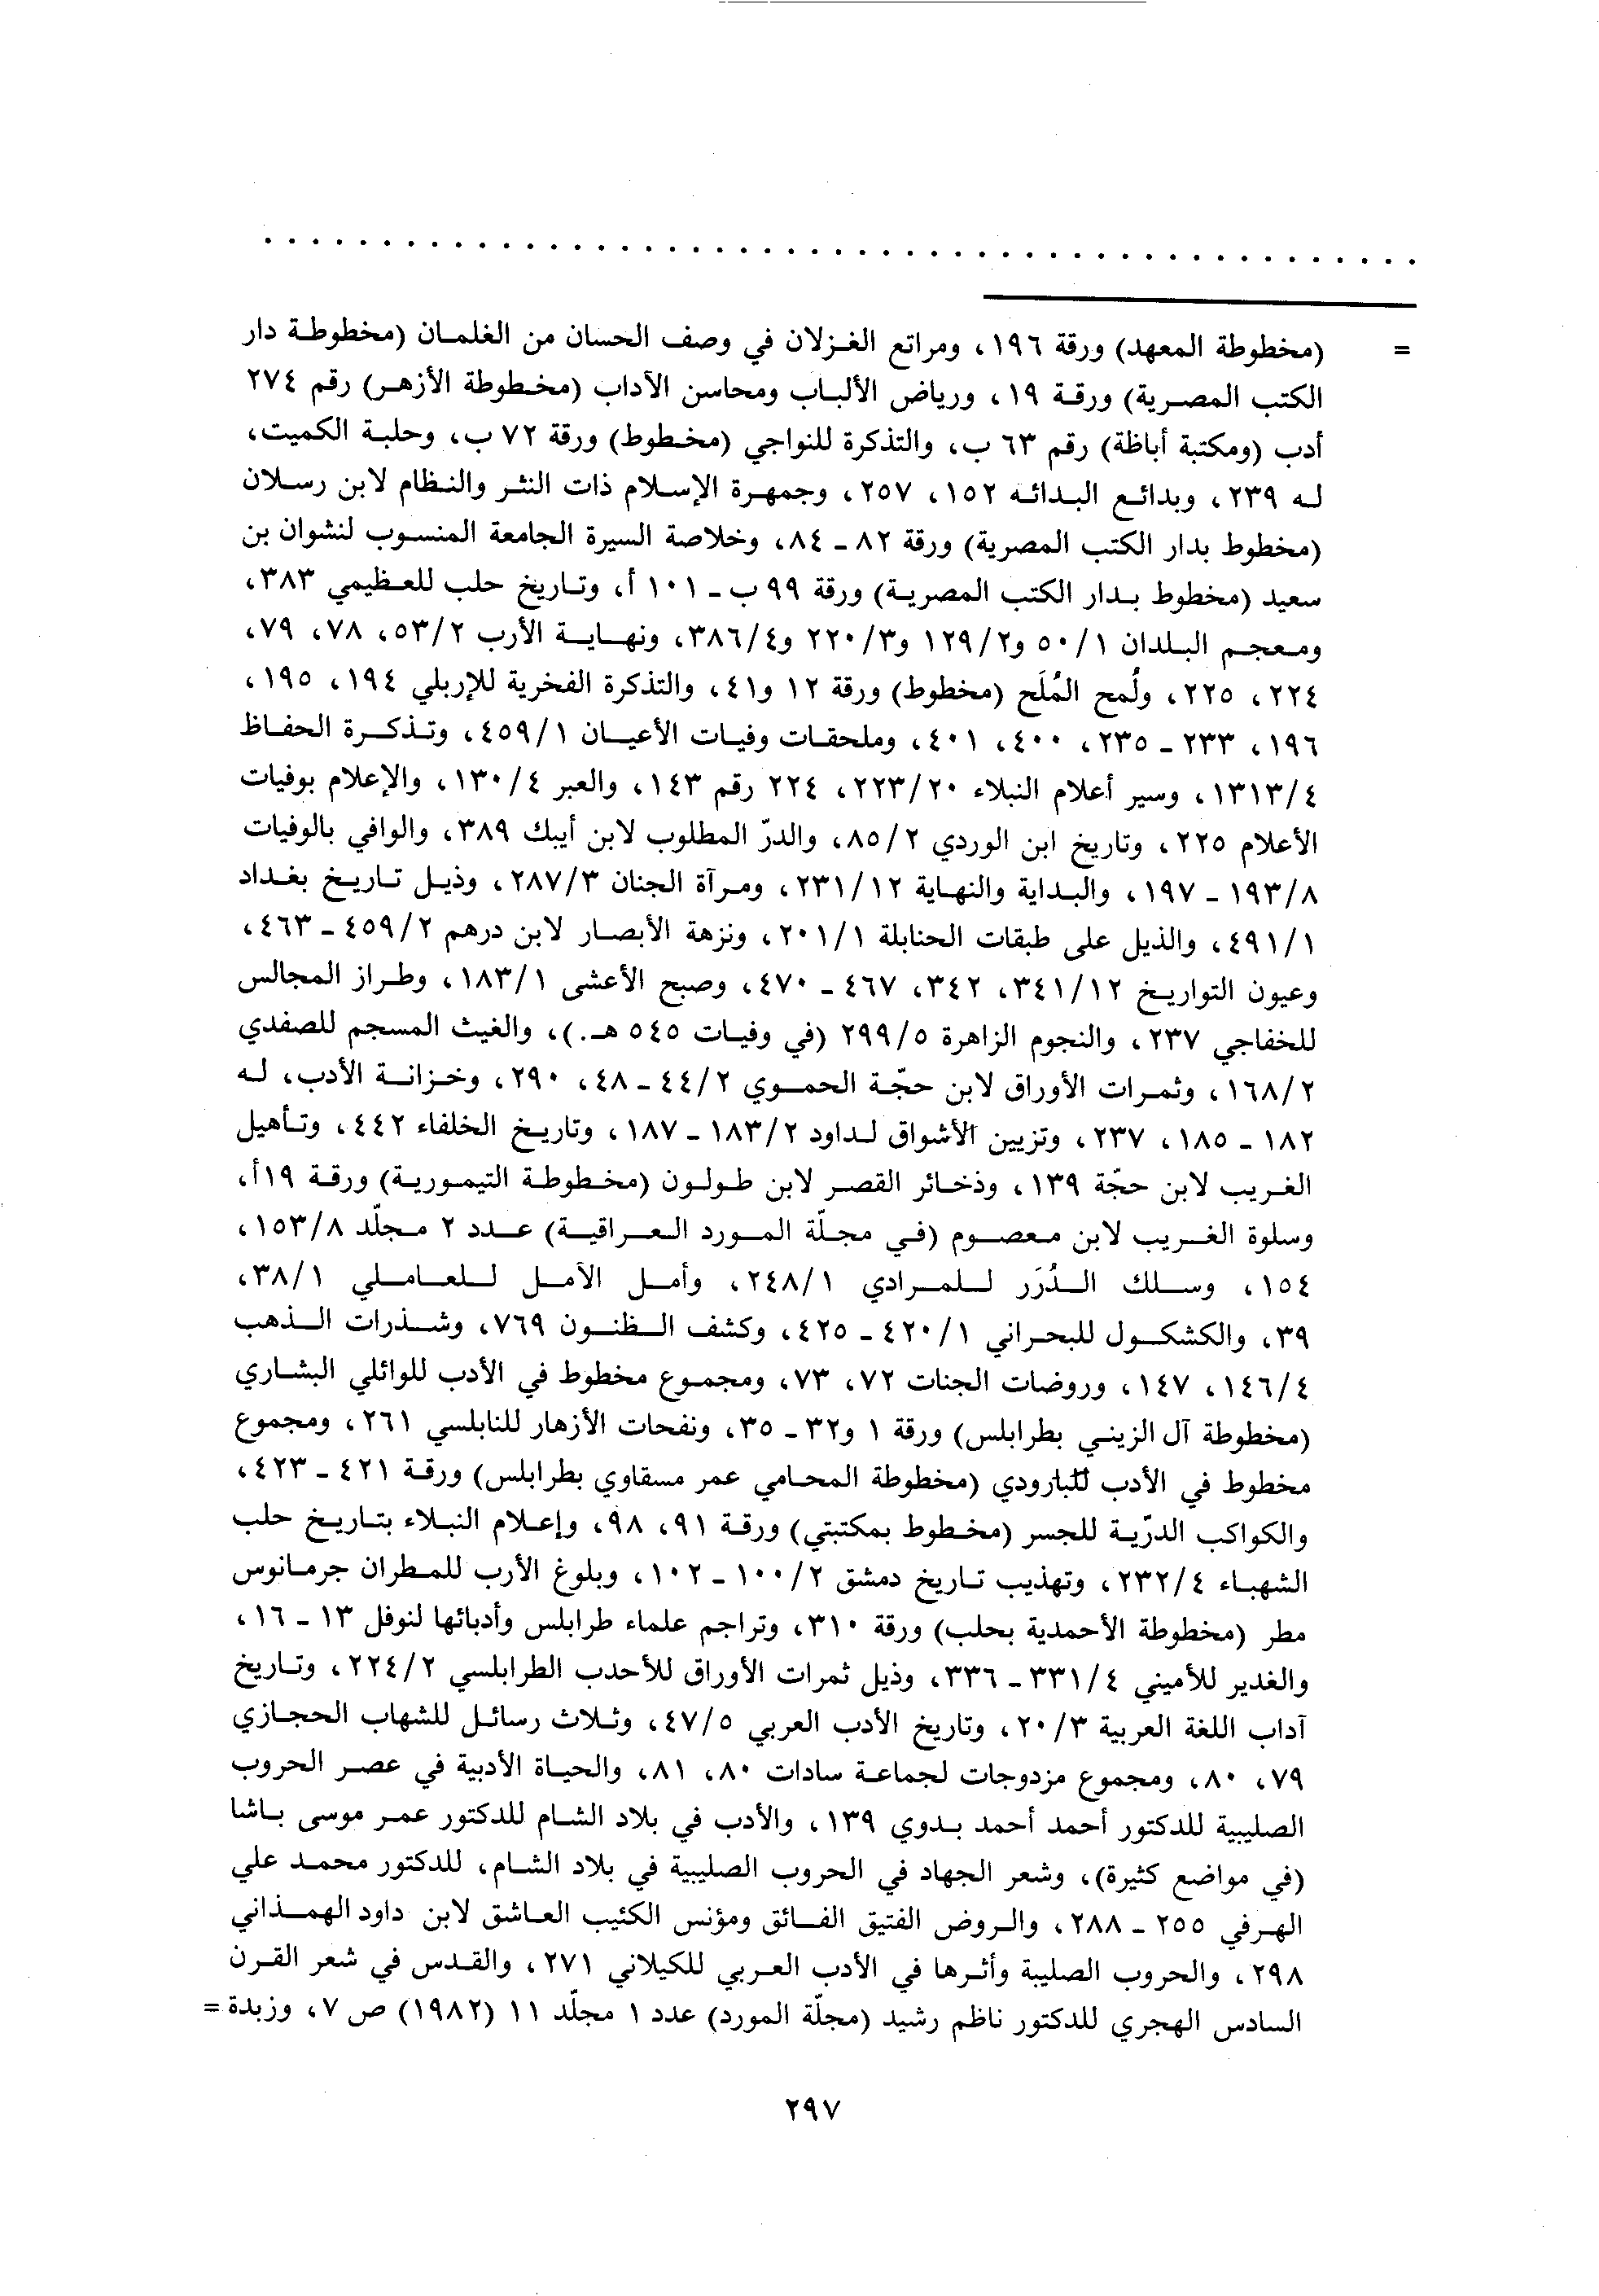 . . . . . . . . . . . . . . . . . . . . . . . . . . . . . . . . . . . . . . . . . . . . . . . . .
= (مخطوطة المعهد) ورقة ١٩٦، ومراتع الغزلان في وصف الحسان من الغلمان (مخطوطة دار
الكتب المصرية) ورقة ١٩، ورياض الألباب ومحاسن الآداب (مخطوطة الأزهر) رقم ٢٧٤
أدب (ومكتبة أباظة) رقم ٦٣ ب، والتذكرة للنواجي (مخطوط) ورقة ٧٢ ب، وحلبة الكميت،
له ٢٣٩، وبدائع البدائه ١٥٢، ٢٥٧، وجمهرة الإسلام ذات النثر والنظام لابن رسلان
(مخطوط بدار الكتب المصرية) ورقة ٨٢ - ٨٤، وخلاصة السيرة الجامعة المنسوب لنشوان بن
سعيد (مخطوط بدار الكتب المصرية) ورقة ٩٩ ب - ١٠١ أ، وتاريخ حلب للعظيمي ٣٨٣،
ومعجم البلدان ١/٥٠ و٢/١٢٩ و٣/٢٢٠ و٤/٣٨٦، ونهاية الأرب ٢/٥٣، ٧٨، ٧٩،
٢٢٤، ٢٢٥، ولُمح المُلَح (مخطوط) ورقة ١٢ و٤١، والتذكرة الفخرية للإربلي ١٩٤، ١٩٥،
١٩٦، ٢٣٣ - ٢٣٥، ٤٠٠، ٤٠١، وملحقات وفيات الأعيان ١/٤٥٩، وتذكرة الحفاظ
٤/١٣١٣، وسير أعلام النبلاء ٢٠/٢٢٣، ٢٢٤ رقم ١٤٣، والعبر ٤/١٣٠، والإعلام بوفيات
الأعلام ٢٢٥، وتاريخ ابن الوردي ٢/٨٥، والدرّ المطلوب لابن أيبك ٣٨٩، والوافي بالوفيات
٨/١٩٣ - ١٩٧، والبداية والنهاية ١٢/٢٣١، ومرآة الجنان ٣/٢٨٧، وذيل تاريخ بغداد
١/٤٩١، والذيل على طبقات الحنابلة ١/٢٠١، ونزهة الأبصار لابن درهم ٢/٤٥٩ - ٤٦٣،
وعيون التواريخ ١٢/٣٤١، ٣٤٢، ٤٦٧ - ٤٧٠، وصبح الأعشى ١/١٨٣، وطراز المجالس
للخفاجي ٢٣٧، والنجوم الزاهرة ٥/٢٩٩ (في وفيات ٥٤٥ هـ.)، والغيث المسجم للصفدي
٢/١٦٨، وثمرات الأوراق لابن حجّة الحموي ٢/٤٤ - ٤٨، ٢٩٠، وخزانة الأدب، له
١٨٢ - ١٨٥، ٢٣٧، وتزيين الأشواق لداود ٢/١٨٣ - ١٨٧، وتاريخ الخلفاء ٤٤٢، وتأهيل
الغريب لابن حجّة ١٣٩، وذخائر القصر لابن طولون (مخطوطة التيمورية) ورقة ١٩أ،
وسلوة الغريب لابن معصوم (في مجلّة المورد العراقية) عدد ٢ مجلّد ٨/١٥٣،
١٥٤، وسلك الدُرَر للمرادي ١/٢٤٨، وأمل الآمل للعاملي ١/٣٨،
٣٩، والكشكول للبحراني ١/٤٢٠ - ٤٢٥، وكشف الظنون ٧٦٩، وشذرات الذهب
٤/١٤٦، ١٤٧، وروضات الجنات ٧٢، ٧٣، ومجموع مخطوط في الأدب للوائلي البشاري
(مخطوطة آل الزيني بطرابلس) ورقة ١ و٣٢ - ٣٥، ونفحات الأزهار للنابلسي ٢٦١، ومجموع
مخطوط في الأدب للبارودي (مخطوطة المحامي عمر مسقاوي بطرابلس) ورقة ٤٢١ - ٤٢٣،
والكواكب الدرّية للجسر (مخطوط بمكتبتي) ورقة ٩١، ٩٨، وإعلام النبلاء بتاريخ حلب
الشهباء ٤/٢٣٢، وتهذيب تاريخ دمشق ٢/١٠٠ - ١٠٢، وبلوغ الأرب للمطران جرمانوس
مطر (مخطوطة الأحمدية بحلب) ورقة ٣١٠، وتراجم علماء طرابلس وأدبائها لنوفل ١٣ - ١٦،
والغدير للأميني ٤/٣٣١ - ٣٣٦، وذيل ثمرات الأوراق للأحدب الطرابلسي ٢/٢٢٤، وتاريخ
آداب اللغة العربية ٣/٢٠، وتاريخ الأدب العربي ٥/٤٧، وثلاث رسائل للشهاب الحجازي
٧٩، ٨٠، ومجموع مزدوجات لجماعة سادات ٨٠، ٨١، والحياة الأدبية في عصر الحروب
الصليبية للدكتور أحمد أحمد بدوي ١٣٩، والأدب في بلاد الشام للدكتور عمر موسى باشا
(في مواضع كثيرة)، وشعر الجهاد في الحروب الصليبية في بلاد الشام، للدكتور محمد علي
الهرفي ٢٥٥ - ٢٨٨، والروض الفتيق الفائق ومؤنس الكئيب العاشق لابن داود الهمذاني
٢٩٨، والحروب الصليبة وأثرها في الأدب العربي للكيلاني ٢٧١، والقدس في شعر القرن
السادس الهجري للدكتور ناظم رشيد (مجلّة المورد) عدد ١ مجلّد ١١ (١٩٨٢) ص ٧، وزبدة =
٢٩٧